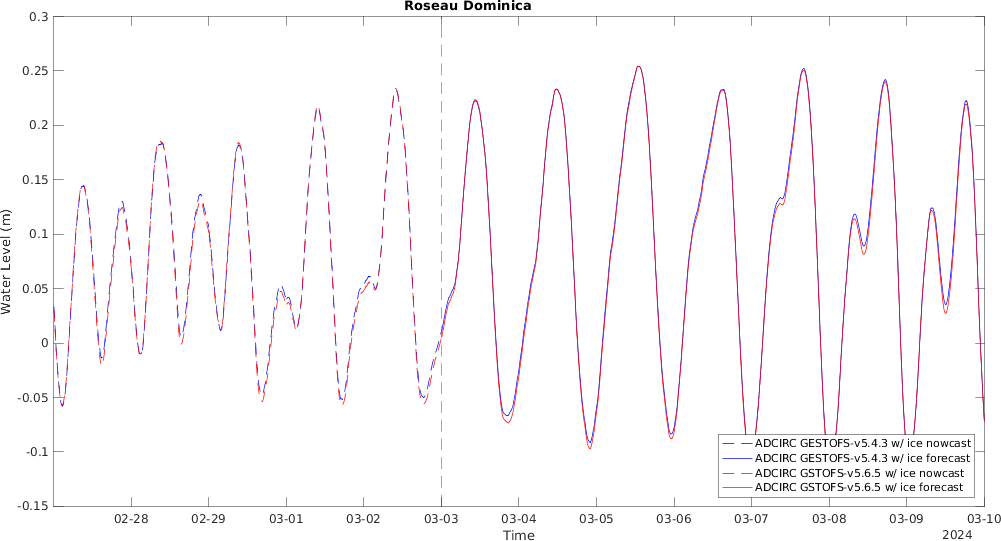 Roseau Dominica
0.3
0.25
0.2
0.15
0.1
0.05
0
-0.05
-0.1
-0.15
Water Level (m)
ADCIRC GESTOFS-v5.4.3 w/ ice nowcast
ADCIRC GESTOFS-v5.4.3 w/ ice forecast
ADCIRC GSTOFS-v5.6.5 w/ ice nowcast
ADCIRC GSTOFS-v5.6.5 w/ ice forecast
02-28 02-29 03-01 03-02 03-03 03-04 03-05 03-06 03-07 03-08 03-09 03-10
Time
2024